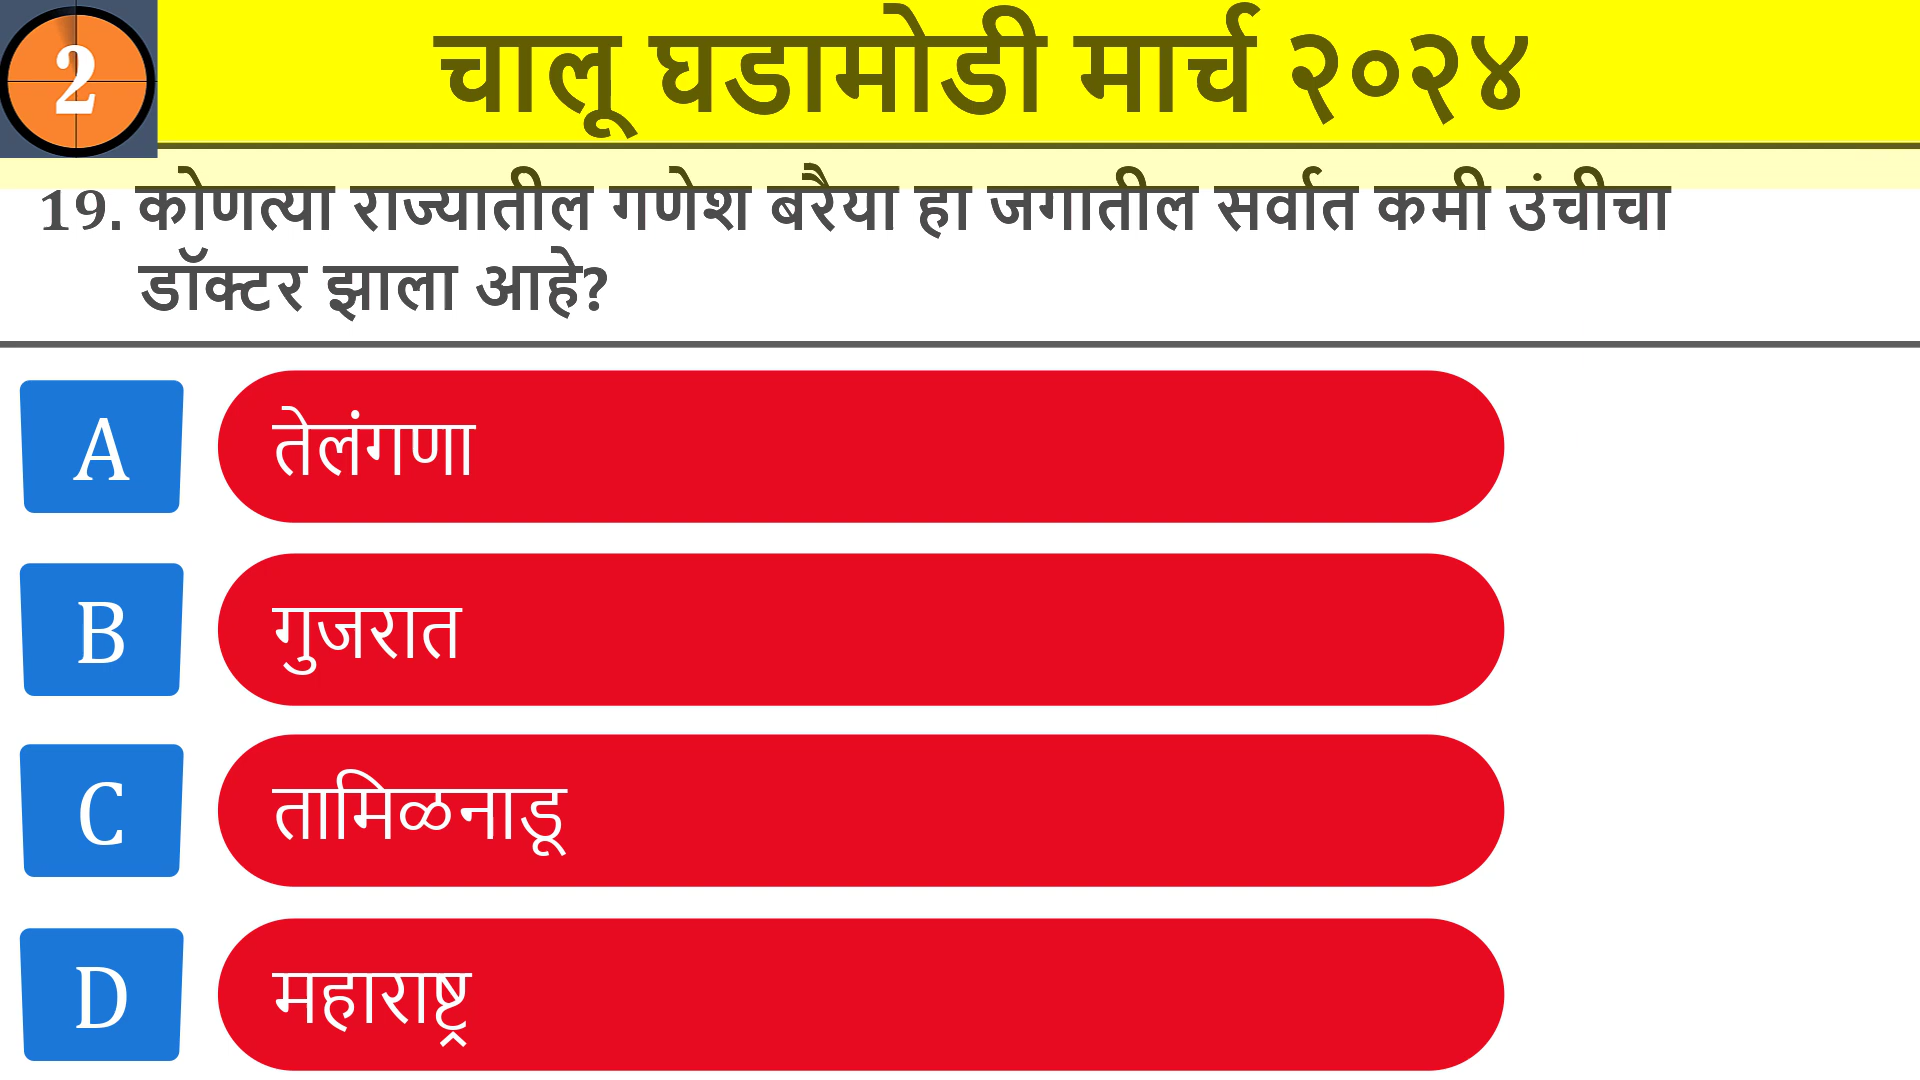 2
चालू घडामोडी मार्च २०२४
19. कोणत्या राज्यातील गणेश बरैया हा जगातील सर्वात कमी उंचीचा
डॉक्टर झाला आहे?
A तेलंगणा
B गुजरात
C तामिळनाडू
D महाराष्ट्र